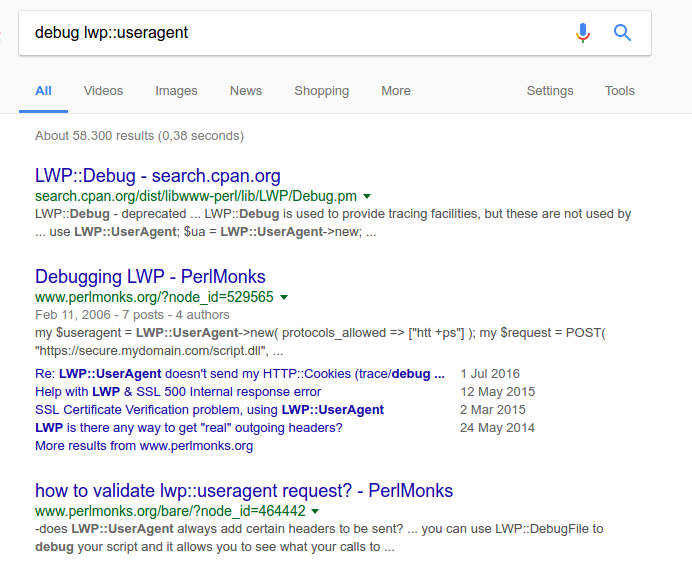 debug lwp::useragent
All Videos Images News Shopping More Settings Tools
About 58.300 results (0,38 seconds)
LWP::Debug - search.cpan.org
search.cpan.org/dist/libwww-perl/lib/LWP/Debug.pm
LWP::Debug - deprecated ... LWP::Debug is used to provide tracing facilities, but these are not used by
... use LWP::UserAgent; $ua = LWP::UserAgent->new; ...
Debugging LWP - PerlMonks
www.perlmonks.org/?node_id=529565
Feb 11, 2006 - 7 posts - 4 authors
my $useragent = LWP::UserAgent->new( protocols_allowed => ["htt +ps"] ); my $request = POST(
"https://secure.mydomain.com/script.dll", ...
Re: LWP::UserAgent doesn't send my HTTP::Cookies (trace/debug ... 1 Jul 2016
Help with LWP & SSL 500 Internal response error 12 May 2015
SSL Certificate Verification problem, using LWP::UserAgent 2 Mar 2015
LWP is there any way to get "real" outgoing headers? 24 May 2014
More results from www.perlmonks.org
how to validate lwp::useragent request? - PerlMonks
www.perlmonks.org/bare/?node_id=464442
-does LWP::UserAgent always add certain headers to be sent? ... you can use LWP::DebugFile to
debug your script and it allows you to see what your calls to ...